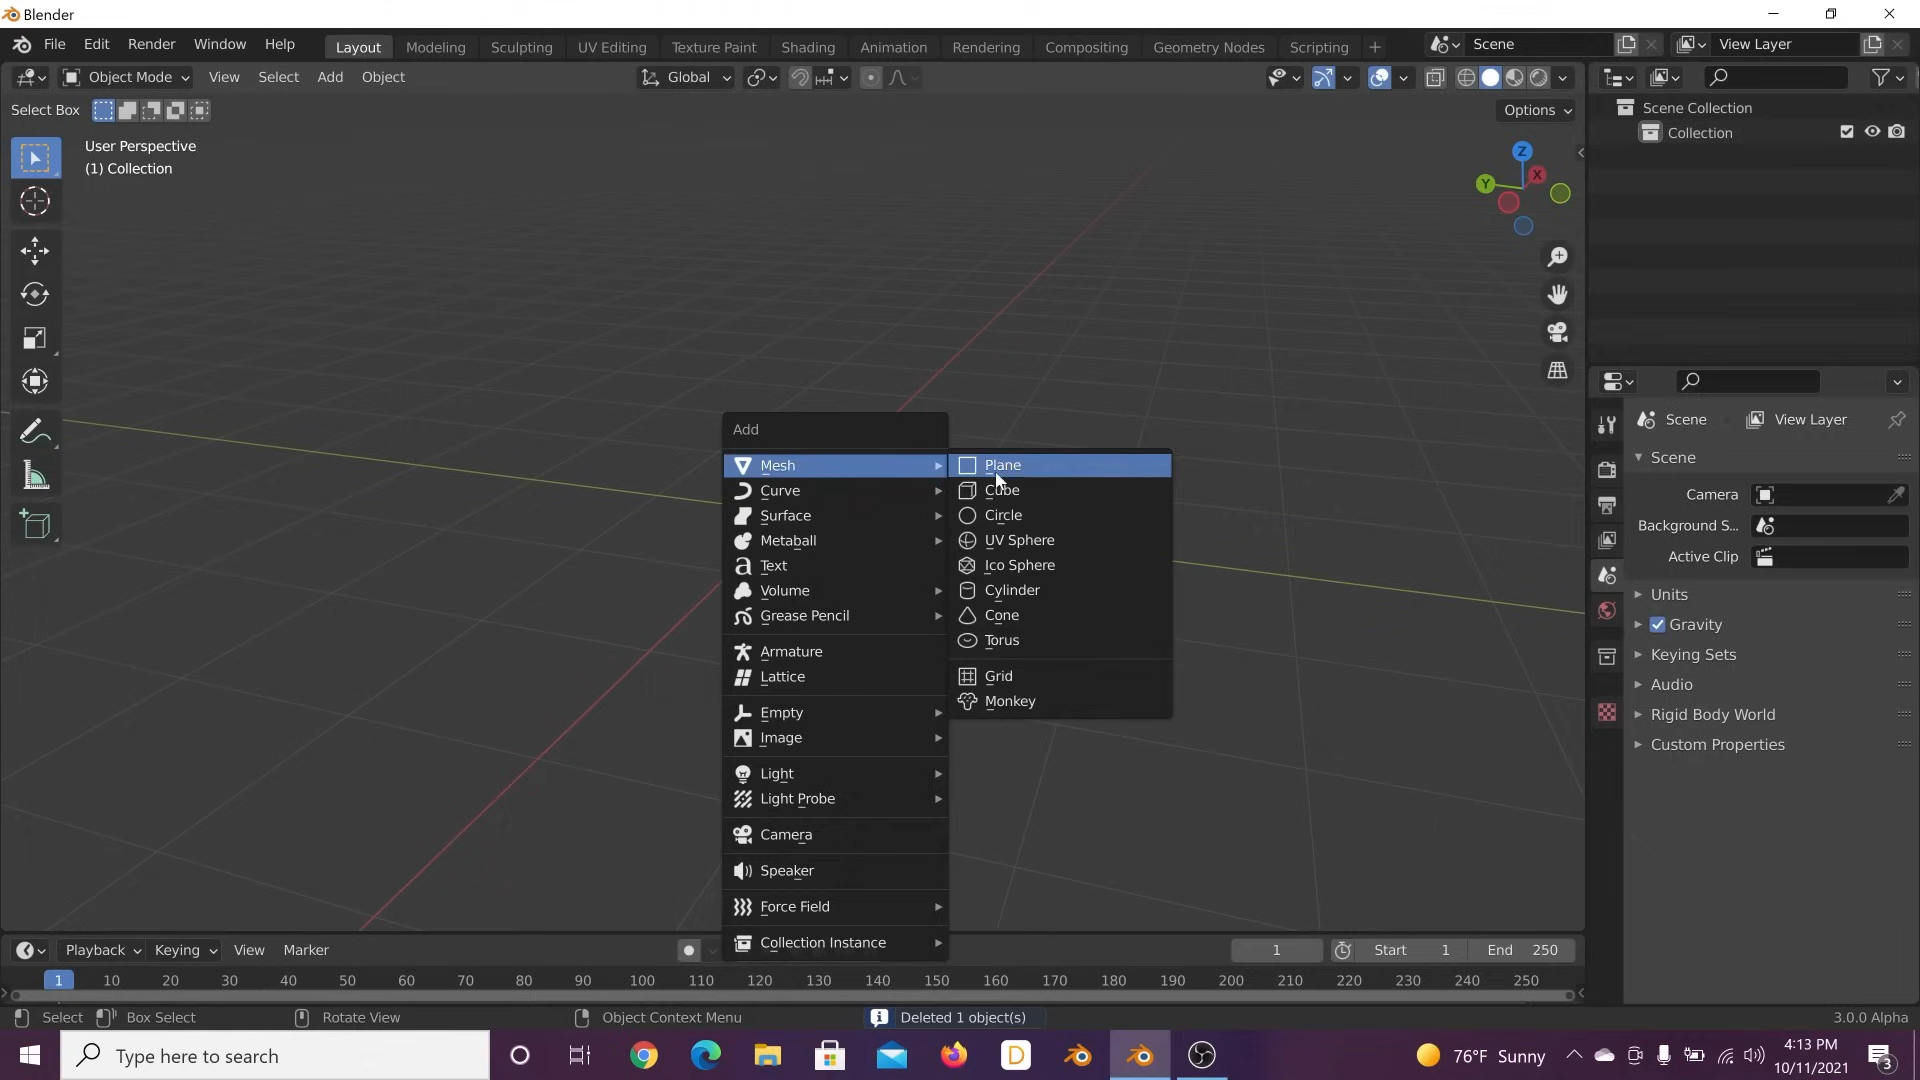 Blender
File Edit Render Window Help Layout Modeling Sculpting UV Editing Texture Paint Shading Animation Rendering Compositing Geometry Nodes Scripting + Scene View Layer
Object Mode View Select Add Object Global
Select Box Options
User Perspective
(1) Collection
Z
X
Y
Scene Collection
Collection
Scene View Layer
Scene
Camera
Background S...
Active Clip
Units
Gravity
Keying Sets
Audio
Rigid Body World
Custom Properties
Add
Mesh
Curve
Surface
Metaball
Text
Volume
Grease Pencil
Armature
Lattice
Empty
Image
Light
Light Probe
Camera
Speaker
Force Field
Collection Instance
Plane
Cube
Circle
UV Sphere
Ico Sphere
Cylinder
Cone
Torus
Grid
Monkey
Playback Keying View Marker 1 Start 1 End 250
1 10 20 30 40 50 60 70 80 90 100 110 120 130 140 150 160 170 180 190 200 210 220 230 240 250
Select Box Select Rotate View Object Context Menu Deleted 1 object(s) 3.0.0 Alpha
Type here to search D 76°F Sunny 4:13 PM
10/11/2021 3